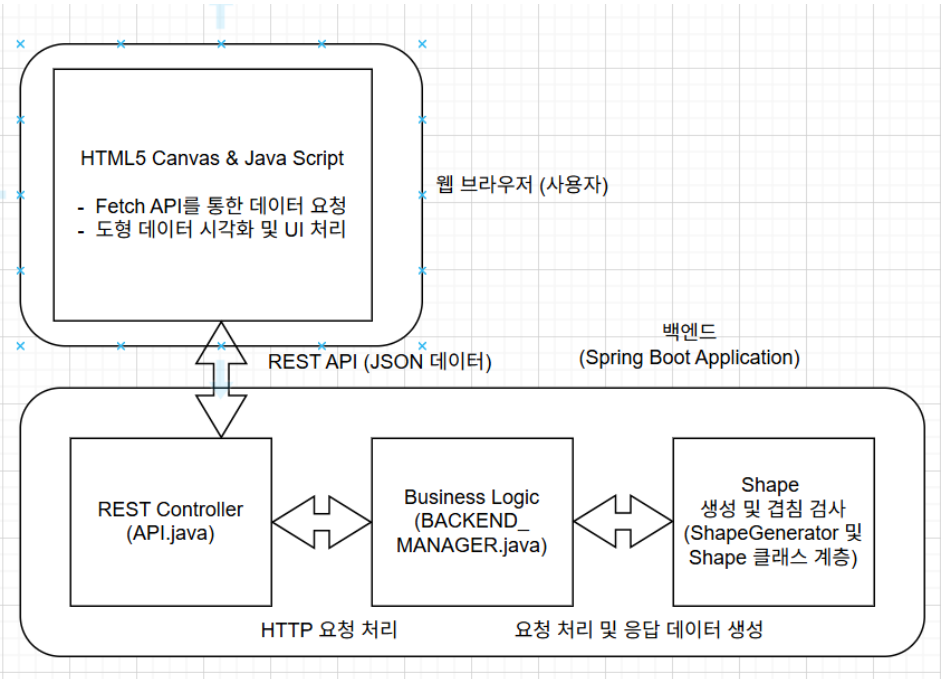 HTML5 Canvas & Java Script
- Fetch API를 통한 데이터 요청
- 도형 데이터 시각화 및 UI 처리
웹 브라우저 (사용자)
REST API (JSON 데이터)
백엔드
(Spring Boot Application)
REST Controller
(API.java)
Business Logic
(BACKEND_
MANAGER.java)
Shape
생성 및 겹침 검사
(ShapeGenerator 및
Shape 클래스 계층)
HTTP 요청 처리
요청 처리 및 응답 데이터 생성